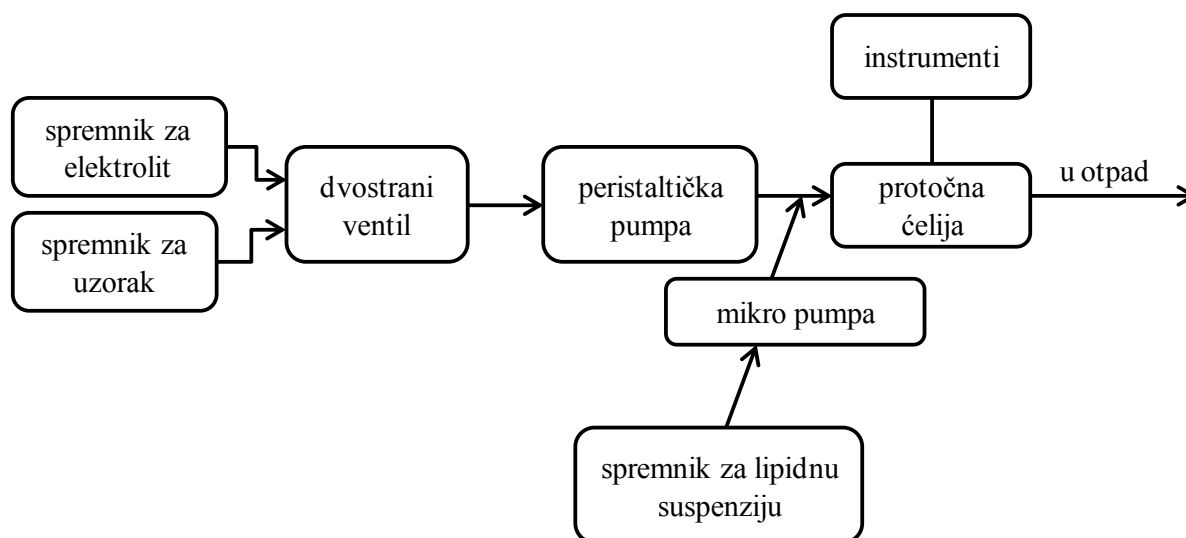 instrumenti
spremnik za
elektrolit
dvostrani
ventil
peristaltička
pumpa
protočna
ćelija
u otpad
spremnik za
uzorak
mikro pumpa
spremnik za lipidnu
suspenziju